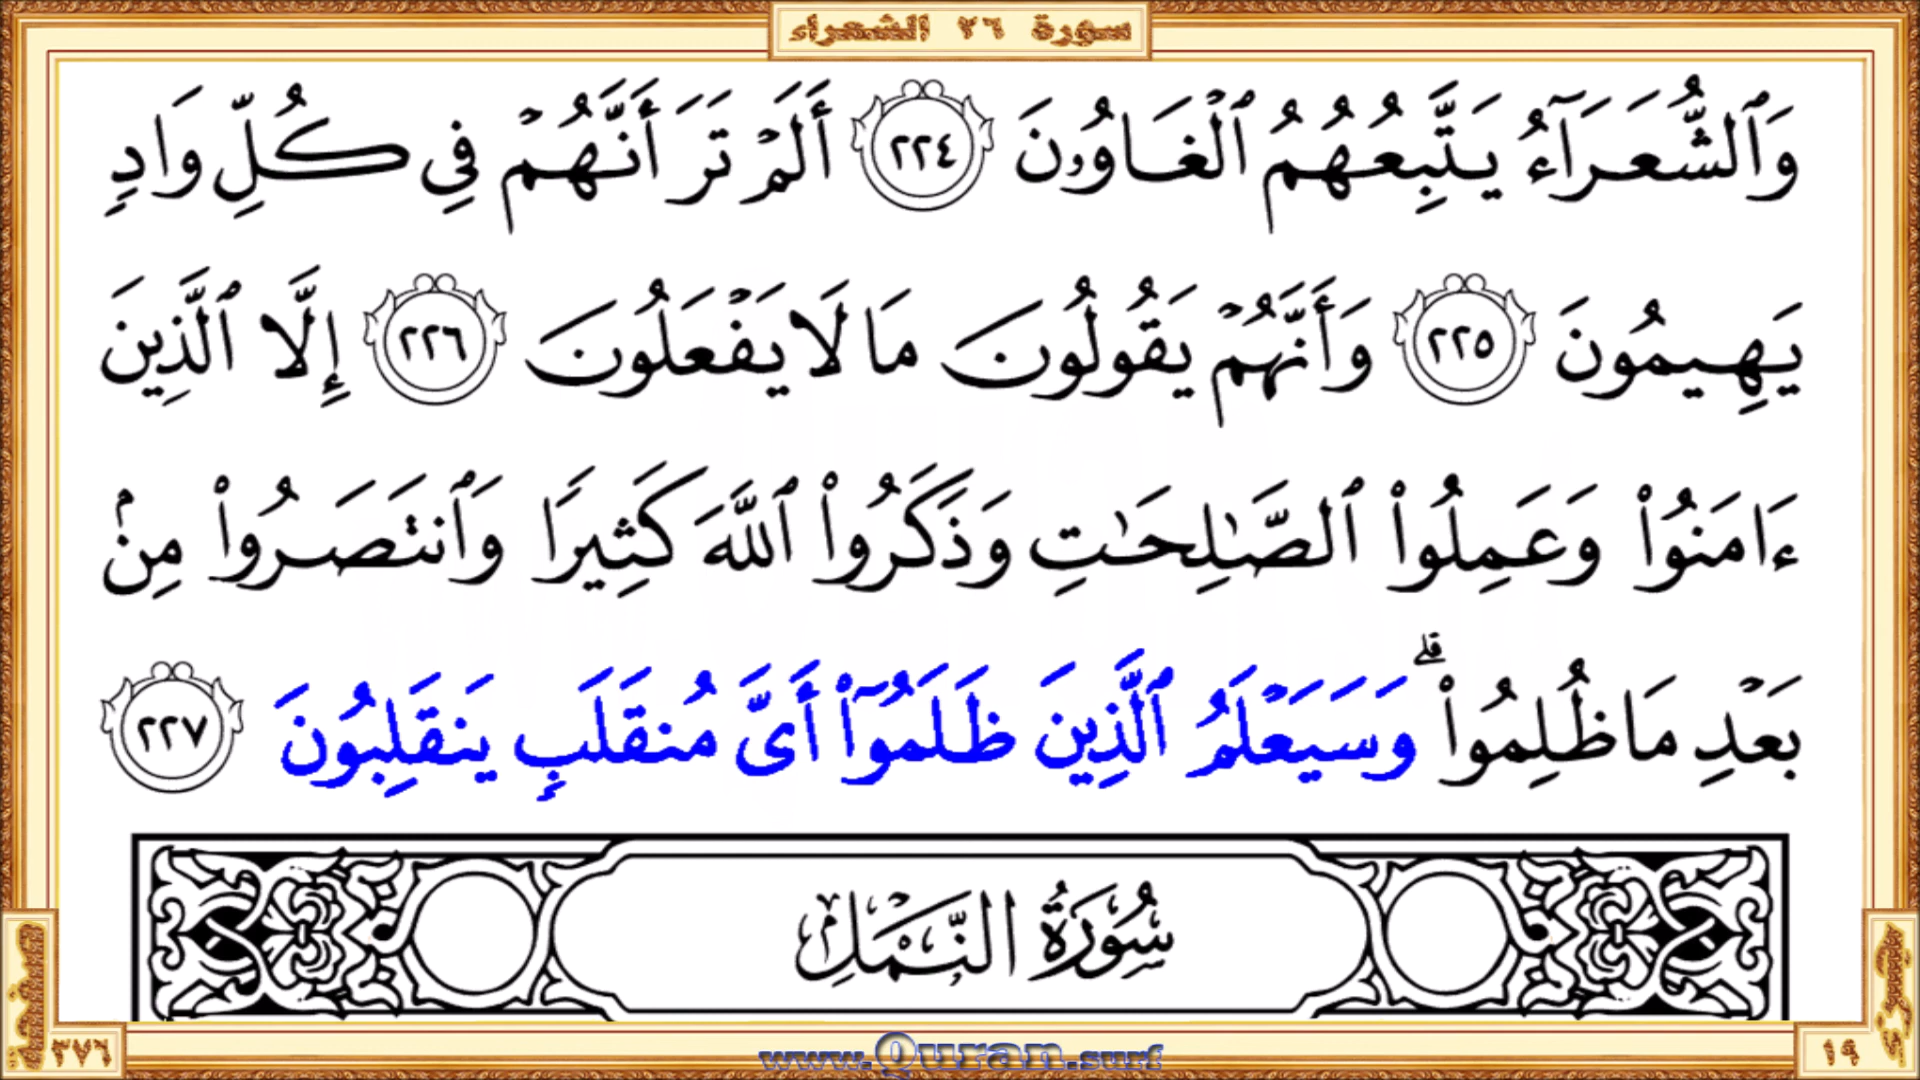 سورة ٢٦ الشعراء
وَٱلشُّعَرَآءُ يَتَّبِعُهُمُ ٱلْغَاوُۥنَ ٢٢٤ أَلَمْ تَرَ أَنَّهُمْ فِي كُلِّ وَادٍ
يَهِيمُونَ ٢٢٥ وَأَنَّهُمْ يَقُولُونَ مَا لَا يَفْعَلُونَ ٢٢٦ إِلَّا ٱلَّذِينَ
ءَامَنُوا۟ وَعَمِلُوا۟ ٱلصَّـٰلِحَـٰتِ وَذَكَرُوا۟ ٱللَّهَ كَثِيرًا وَٱنتَصَرُوا۟ مِنۢ
بَعْدِ مَا ظُلِمُوا۟ ۗ وَسَيَعْلَمُ ٱلَّذِينَ ظَلَمُوٓا۟ أَىَّ مُنقَلَبٍ يَنقَلِبُونَ ٢٢٧
سُورَةُ النَّمْلِ
صفحة ٣٧٦
www.Quran.surf
١٩